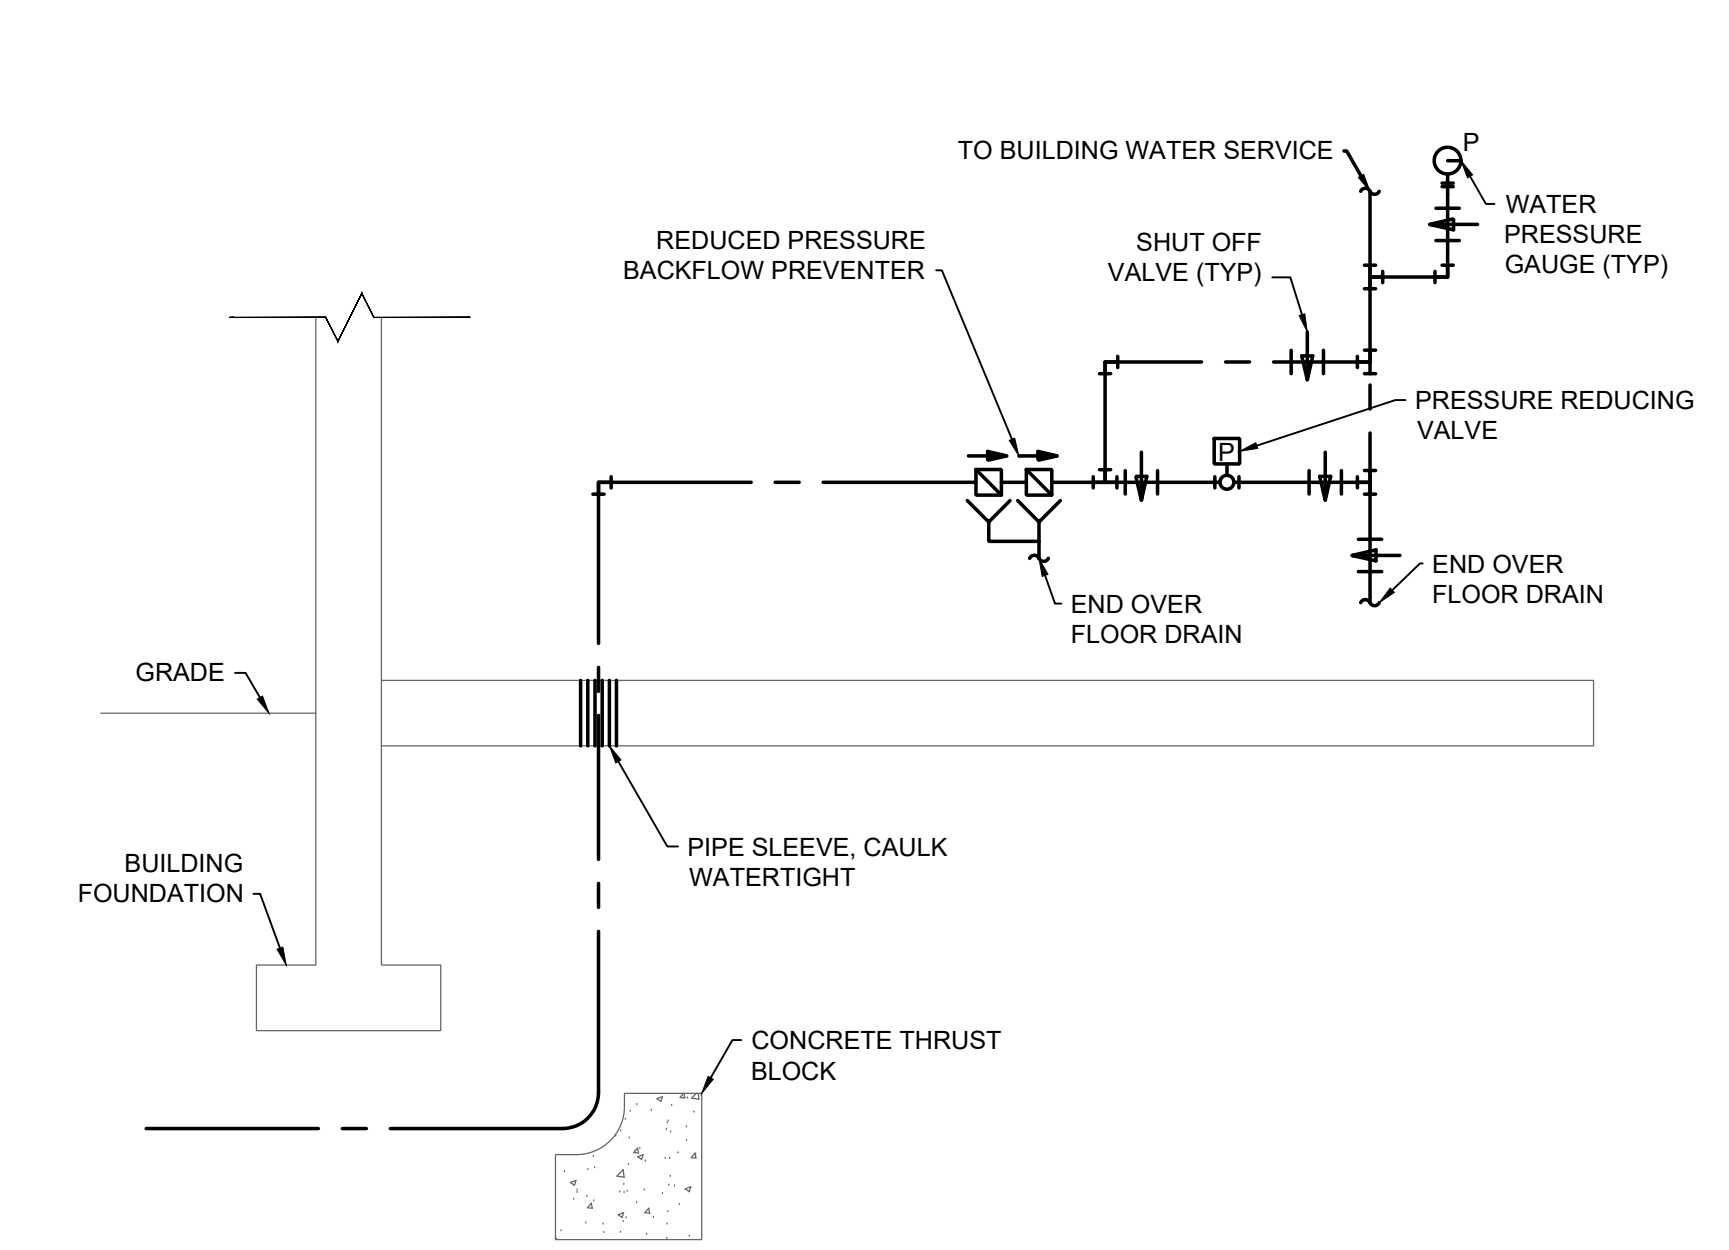 P
TO BUILDING WATER SERVICE
WATER
PRESSURE
GAUGE (TYP)
REDUCED PRESSURE
BACKFLOW PREVENTER
SHUT OFF
VALVE (TYP)
PRESSURE REDUCING
VALVE
P
END OVER
FLOOR DRAIN
END OVER
FLOOR DRAIN
GRADE
PIPE SLEEVE, CAULK
WATERTIGHT
BUILDING
FOUNDATION
CONCRETE THRUST
BLOCK